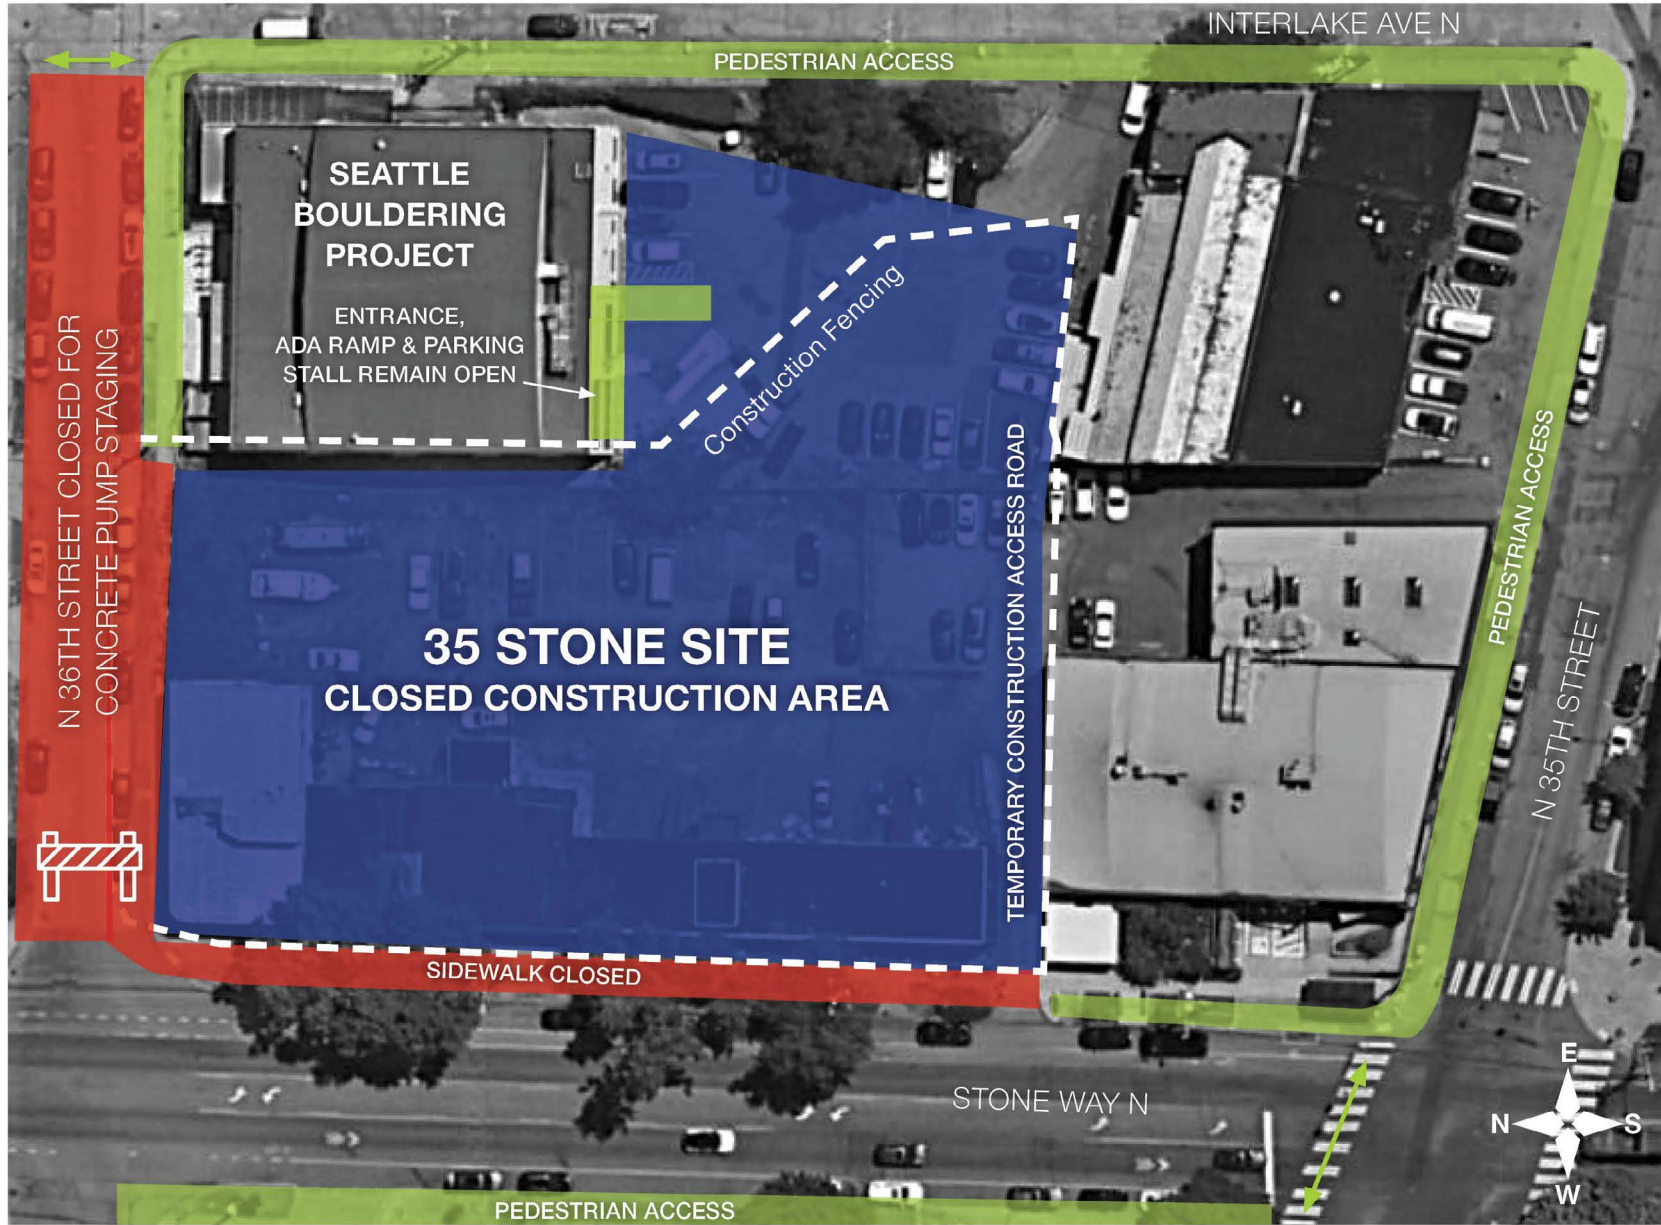 INTERLAKE AVE N
PEDESTRIAN ACCESS
SEATTLE
BOULDERING
PROJECT
ENTRANCE,
ADA RAMP & PARKING
STALL REMAIN OPEN
Construction Fencing
N 36TH STREET CLOSED FOR
CONCRETE PUMP STAGING
35 STONE SITE
CLOSED CONSTRUCTION AREA
TEMPORARY CONSTRUCTION ACCESS ROAD
PEDESTRIAN ACCESS
N 35TH STREET
SIDEWALK CLOSED
STONE WAY N
E
N
S
W
PEDESTRIAN ACCESS